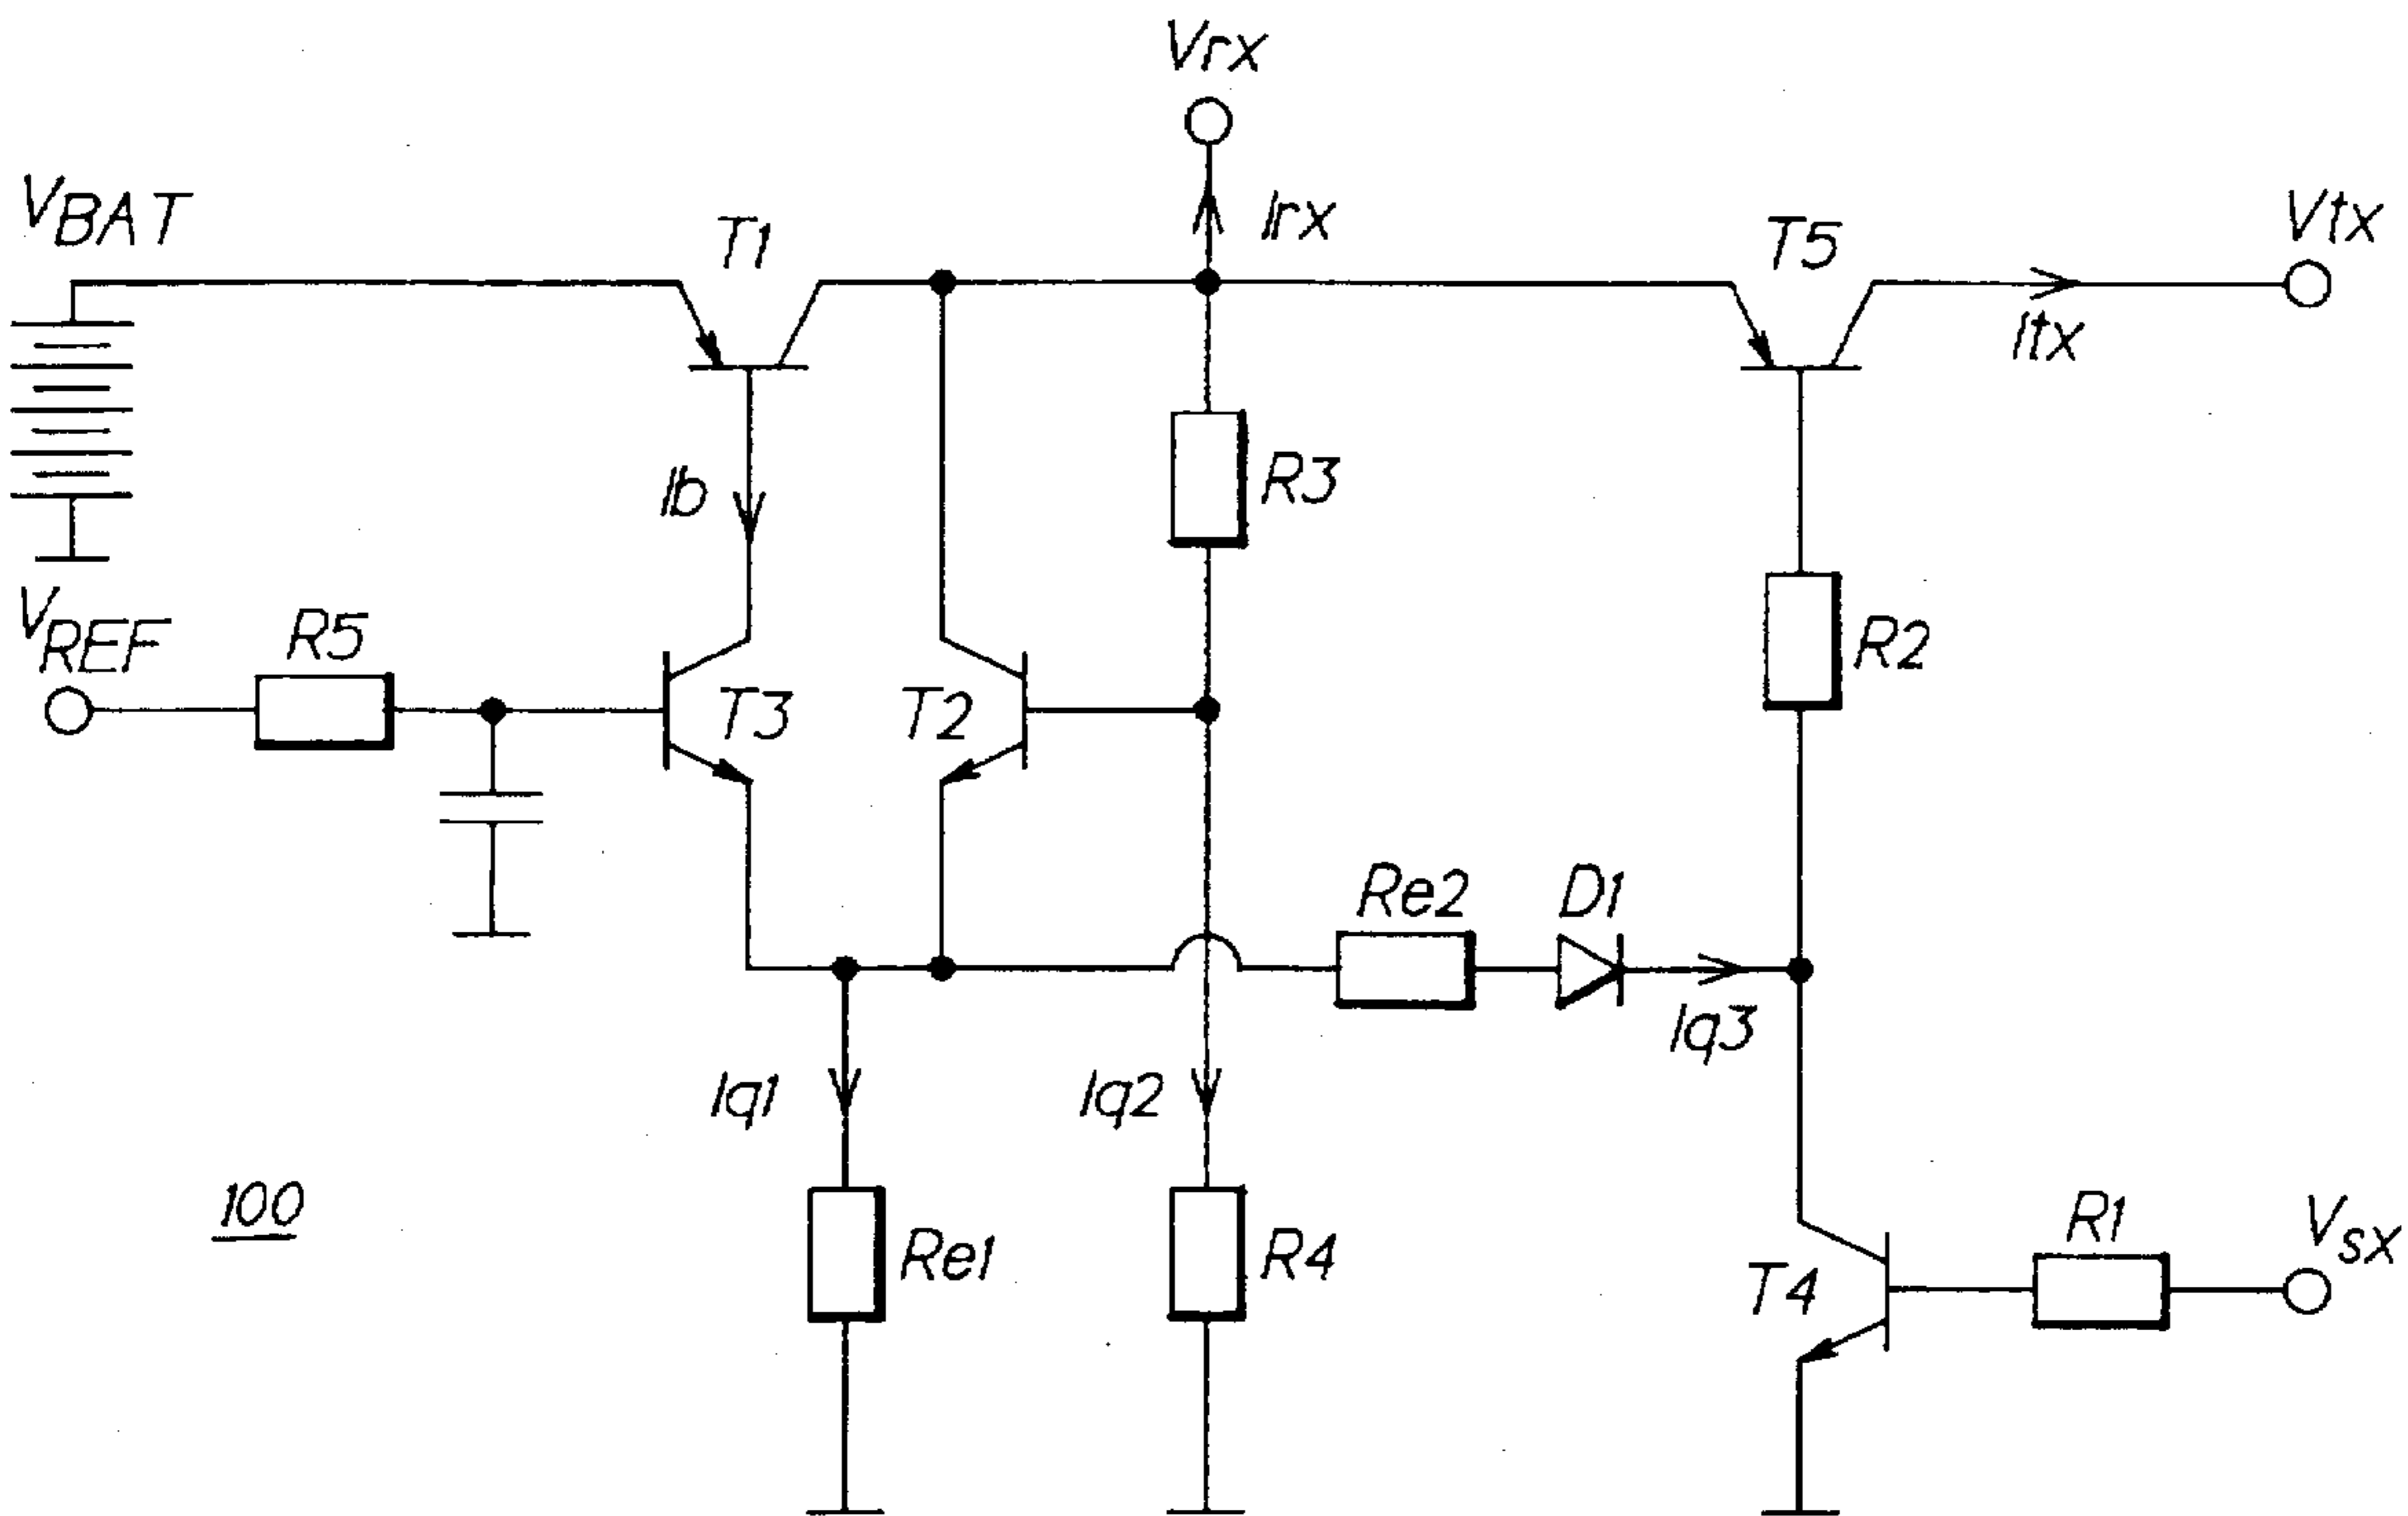 Vrx
VBAT
T1
Irx
T5
Vtx
Itx
Ib
R3
VREF
R5
T3
T2
R2
Re2
D1
Iq3
Iq1
Iq2
100
Re1
R4
T4
R1
Vsx